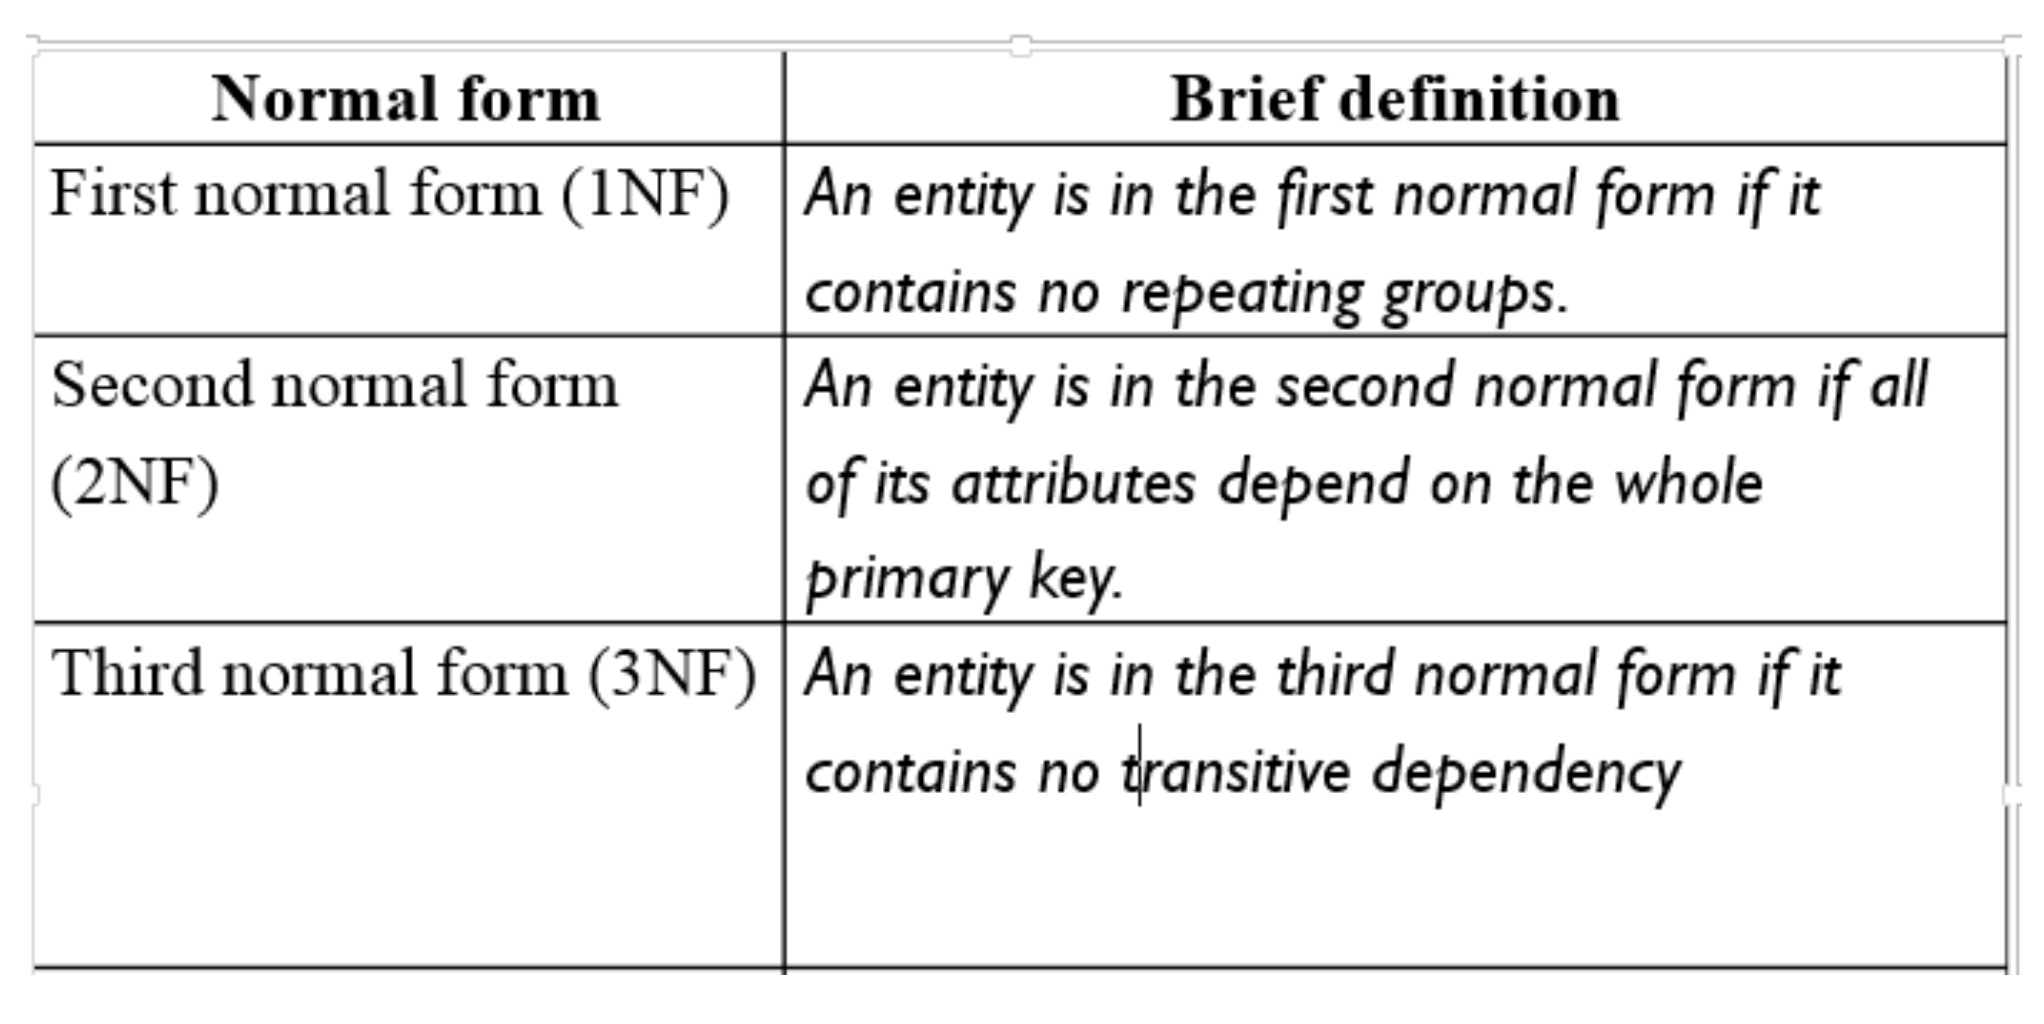 Normal form
Brief definition
First normal form (1NF)
An entity is in the first normal form if it
contains no repeating groups.
Second normal form
(2NF)
An entity is in the second normal form if all
of its attributes depend on the whole
primary key.
Third normal form (3NF)
An entity is in the third normal form if it
contains no transitive dependency